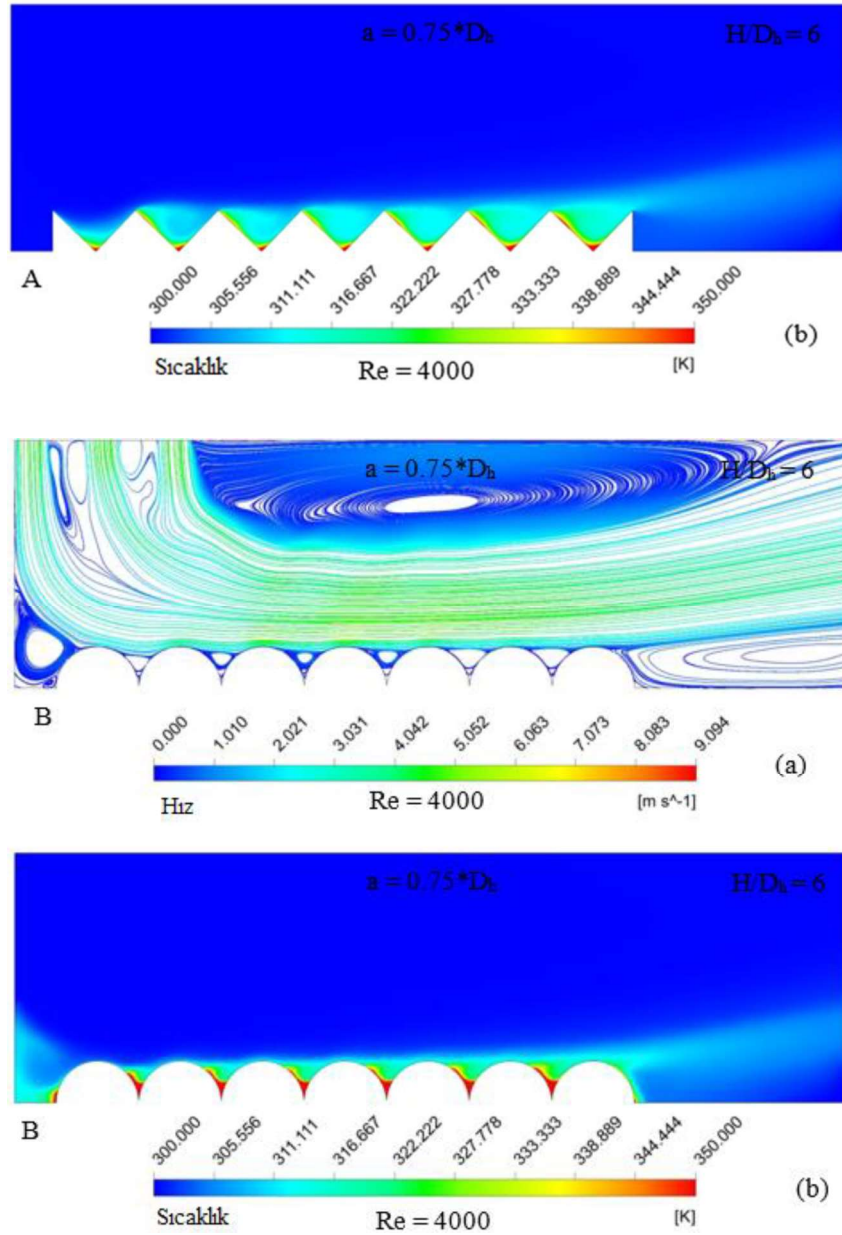 a = 0.75*Dₕ H/Dₕ = 6
A
300.000 305.556 311.111 316.667 322.222 327.778 333.333 338.889 344.444 350.000
(b)
Sıcaklık Re = 4000 [K]
a = 0.75*Dₕ H/Dₕ = 6
B
0.000 1.010 2.021 3.031 4.042 5.052 6.063 7.073 8.083 9.094
(a)
Hız Re = 4000 [m s^-1]
a = 0.75*Dₕ H/Dₕ = 6
B
300.000 305.556 311.111 316.667 322.222 327.778 333.333 338.889 344.444 350.000
(b)
Sıcaklık Re = 4000 [K]